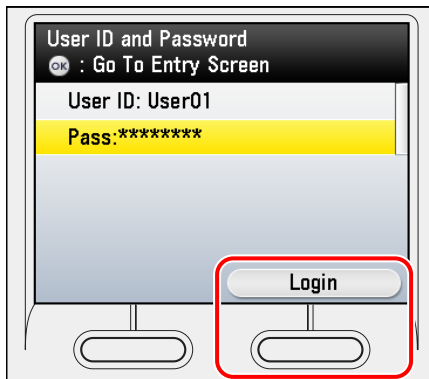 User ID and Password
OK : Go To Entry Screen
User ID: User01
Pass:********
Login